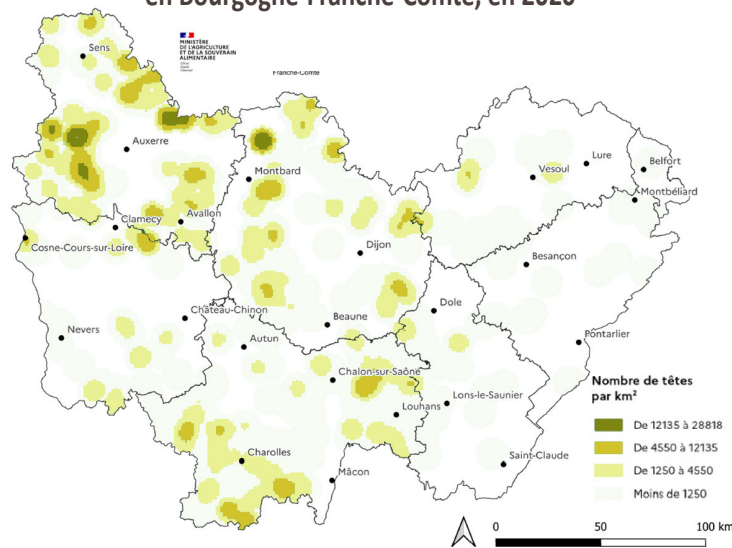 en Bourgogne-Franche-Comté, en 2020
MINISTÈRE
DE L'AGRICULTURE
ET DE LA SOUVERAIN
ALIMENTAIRE
Franche-Comté
Sens
Auxerre
Montbard
Vesoul
Lure
Belfort
Montbéliard
Clamecy
Avallon
Cosne-Cours-sur-Loire
Dijon
Besançon
Château-Chinon
Dole
Nevers
Beaune
Autun
Pontarlier
Chalon-sur-Saône
Louhans
Lons-le-Saunier
Charolles
Mâcon
Saint-Claude
Nombre de têtes
par km²
De 12135 à 28818
De 4550 à 12135
De 1250 à 4550
Moins de 1250
0 50 100 km